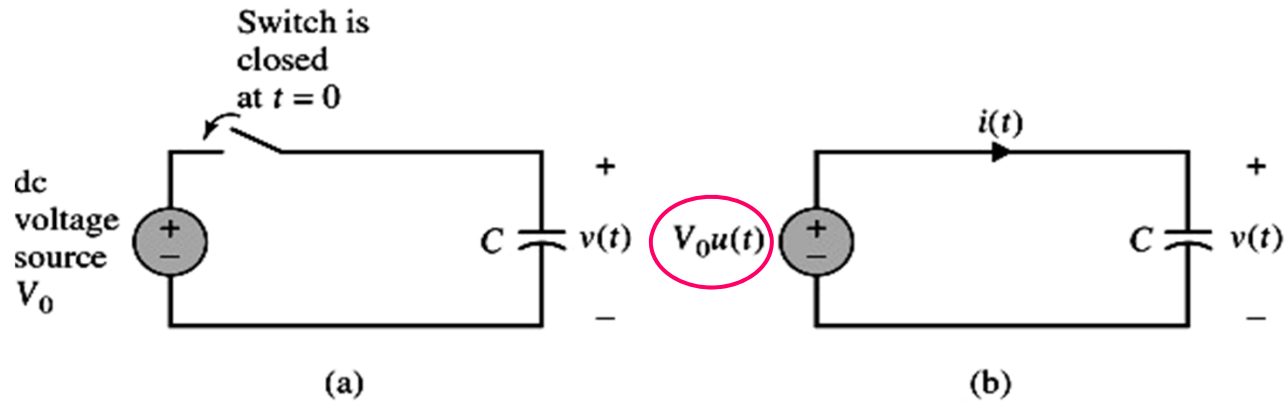 Switch is
closed
at t = 0
dc
voltage
source
V₀
+
−
C
+
v(t)
−
(a)
V₀u(t)
+
−
i(t)
C
+
v(t)
−
(b)